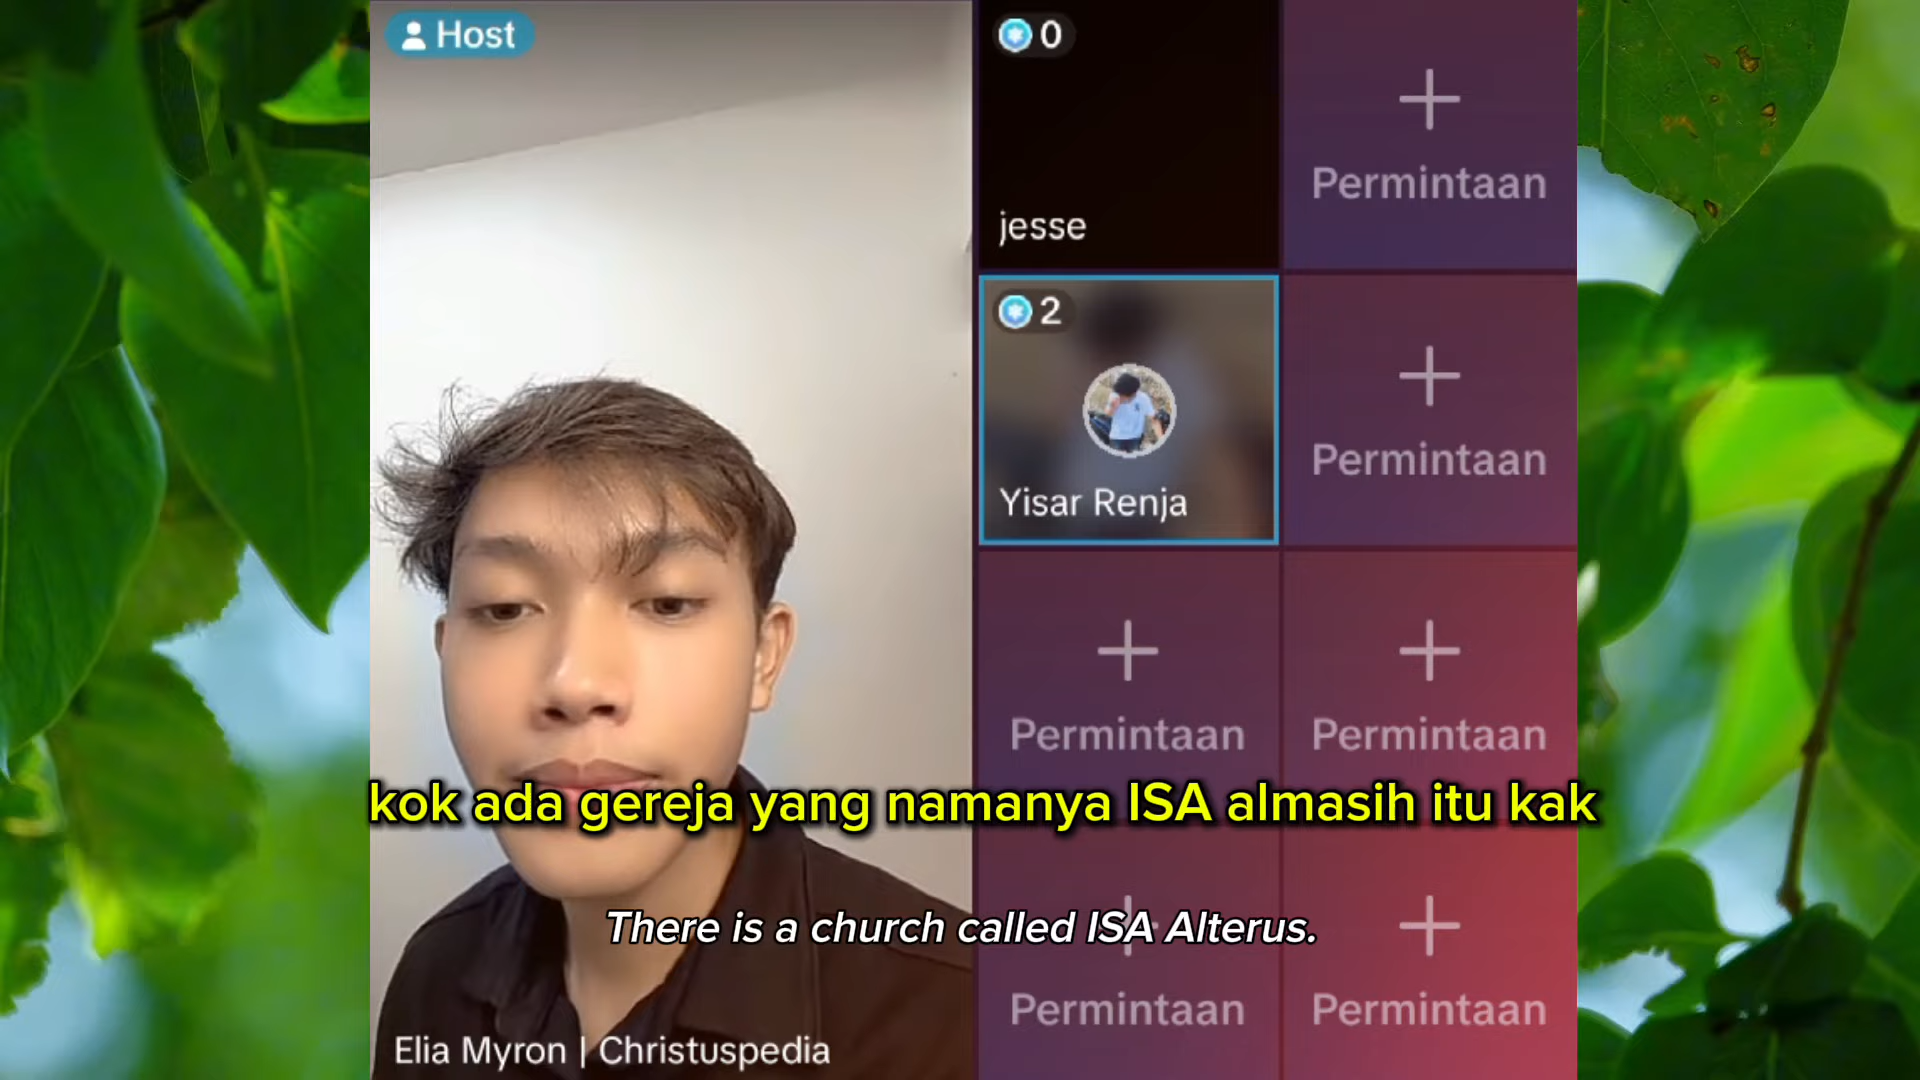 Host
0
jesse
Permintaan
2
Yisar Renja
Permintaan
Permintaan
Permintaan
kok ada gereja yang namanya ISA almasih itu kak
There is a church called ISA Alterus.
Permintaan
Permintaan
Elia Myron | Christuspedia